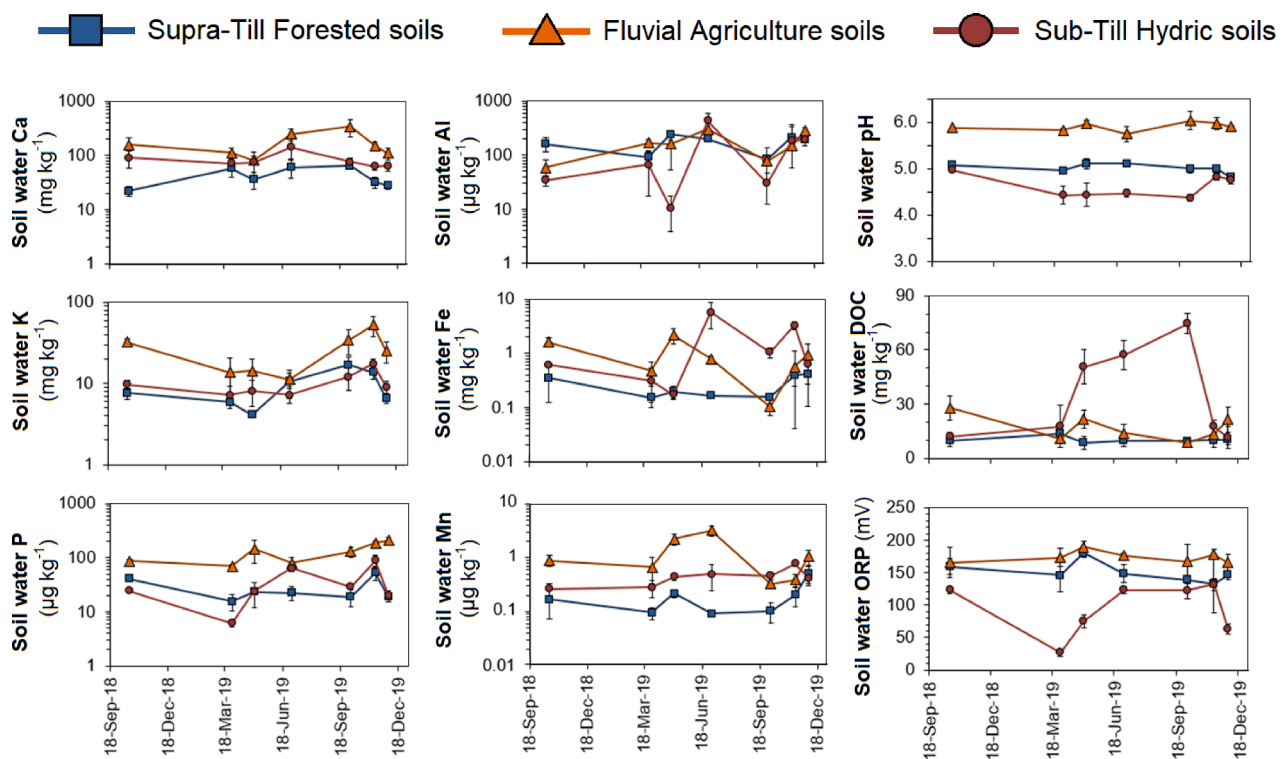 Supra-Till Forested soils
Fluvial Agriculture soils
Sub-Till Hydric soils
Soil water Ca
(mg kg⁻¹)
1000
100
10
1
Soil water Al
(µg kg⁻¹)
1000
100
10
1
Soil water pH
6.0
5.0
4.0
3.0
Soil water K
(mg kg⁻¹)
100
10
1
Soil water Fe
(mg kg⁻¹)
10
1
0.1
0.01
Soil water DOC
(mg kg⁻¹)
90
60
30
0
Soil water P
(µg kg⁻¹)
1000
100
10
1
Soil water Mn
(µg kg⁻¹)
10
1
0.1
0.01
Soil water ORP (mV)
250
200
150
100
50
0
18-Sep-18
18-Dec-18
18-Mar-19
18-Jun-19
18-Sep-19
18-Dec-19
18-Sep-18
18-Dec-18
18-Mar-19
18-Jun-19
18-Sep-19
18-Dec-19
18-Sep-18
18-Dec-18
18-Mar-19
18-Jun-19
18-Sep-19
18-Dec-19